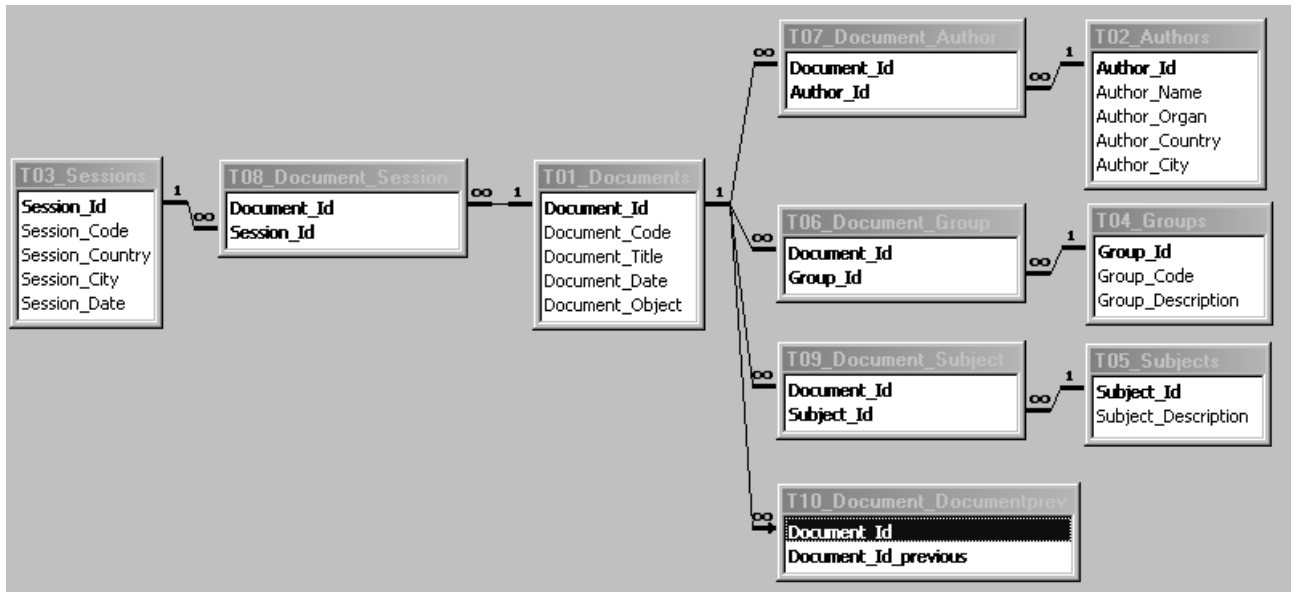 T03_Sessions
Session_Id
Session_Code
Session_Country
Session_City
Session_Date
1
∞
T08_Document_Session
Document_Id
Session_Id
∞
1
T01_Documents
Document_Id
Document_Code
Document_Title
Document_Date
Document_Object
1
∞
T07_Document_Author
Document_Id
Author_Id
∞
1
T02_Authors
Author_Id
Author_Name
Author_Organ
Author_Country
Author_City
∞
T06_Document_Group
Document_Id
Group_Id
∞
1
T04_Groups
Group_Id
Group_Code
Group_Description
∞
T09_Document_Subject
Document_Id
Subject_Id
∞
1
T05_Subjects
Subject_Id
Subject_Description
∞
T10_Document_Documentprev
Document_Id
Document_Id_previous